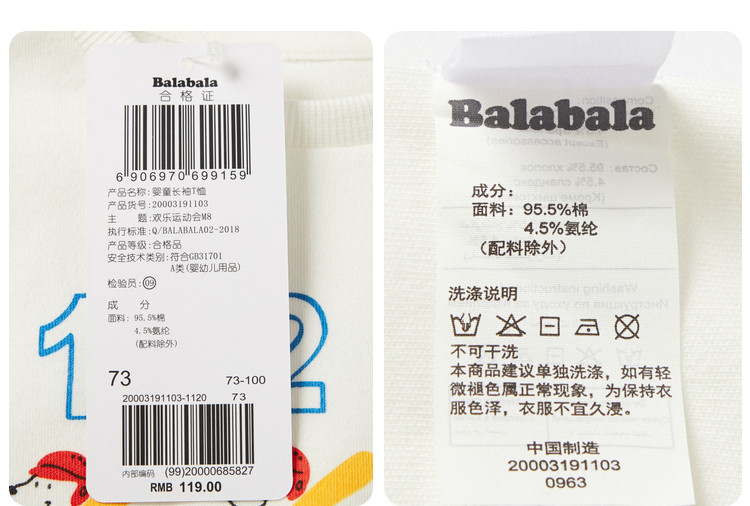 Balabala
合格证
6 906970 699159
产品名称: 婴童长袖T恤
产品货号: 20003191103
主 题: 欢乐运动会M8
执行标准: Q/BALABALA02-2018
产品等级: 合格品
安全技术类别: 符合GB31701
A类(婴幼儿用品)
检验员: 09
成 分
面料: 95.5%棉
4.5%氨纶
(配料除外)
73 73-100
20003191103-1120 73
内部编码 (99)20000685827
RMB 119.00
12
Balabala
成分:
面料: 95.5%棉
4.5%氨纶
(配料除外)
洗涤说明
不可干洗
本商品建议单独洗涤,如有轻
微褪色属正常现象,为保持衣
服色泽,衣服不宜久浸。
中国制造
20003191103
0963